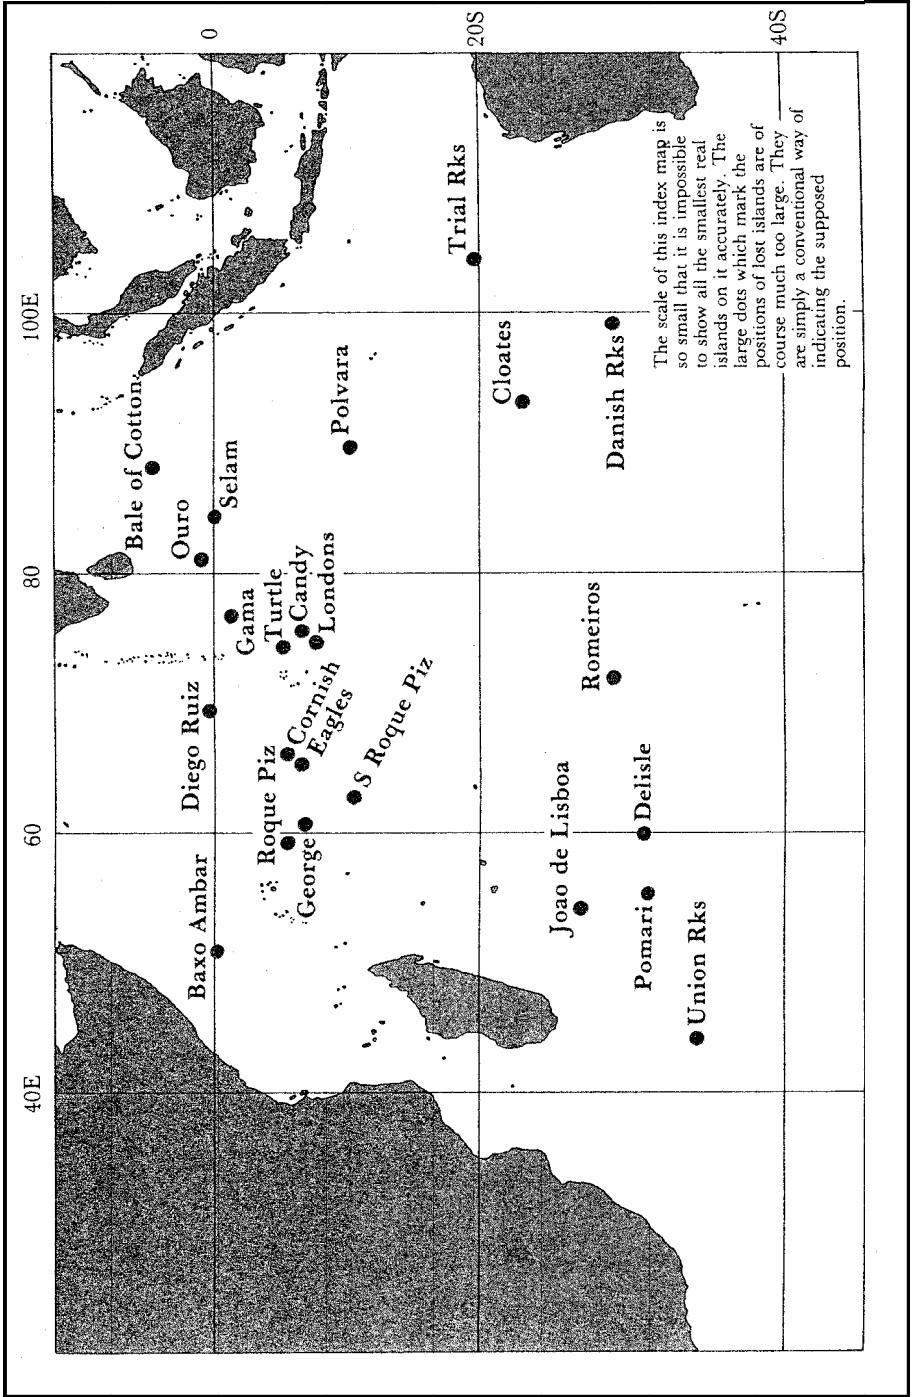 0
20S
40S
40E
60
80
100E
Baxo Ambar
Diego Ruiz
Ouro
Bale of Cotton
Selam
Gama
Turtle
Candy
Londons
Cornish
Eagles
Roque Piz
George
S Roque Piz
Polvara
Trial Rks
Cloates
Danish Rks
Romeiros
Joao de Lisboa
Delisle
Pomari
Union Rks
The scale of this index map is
so small that it is impossible
to show all the smallest real
islands on it accurately. The
large dots which mark the
positions of lost islands are of
course much too large. They
are simply a conventional way of
indicating the supposed
position.